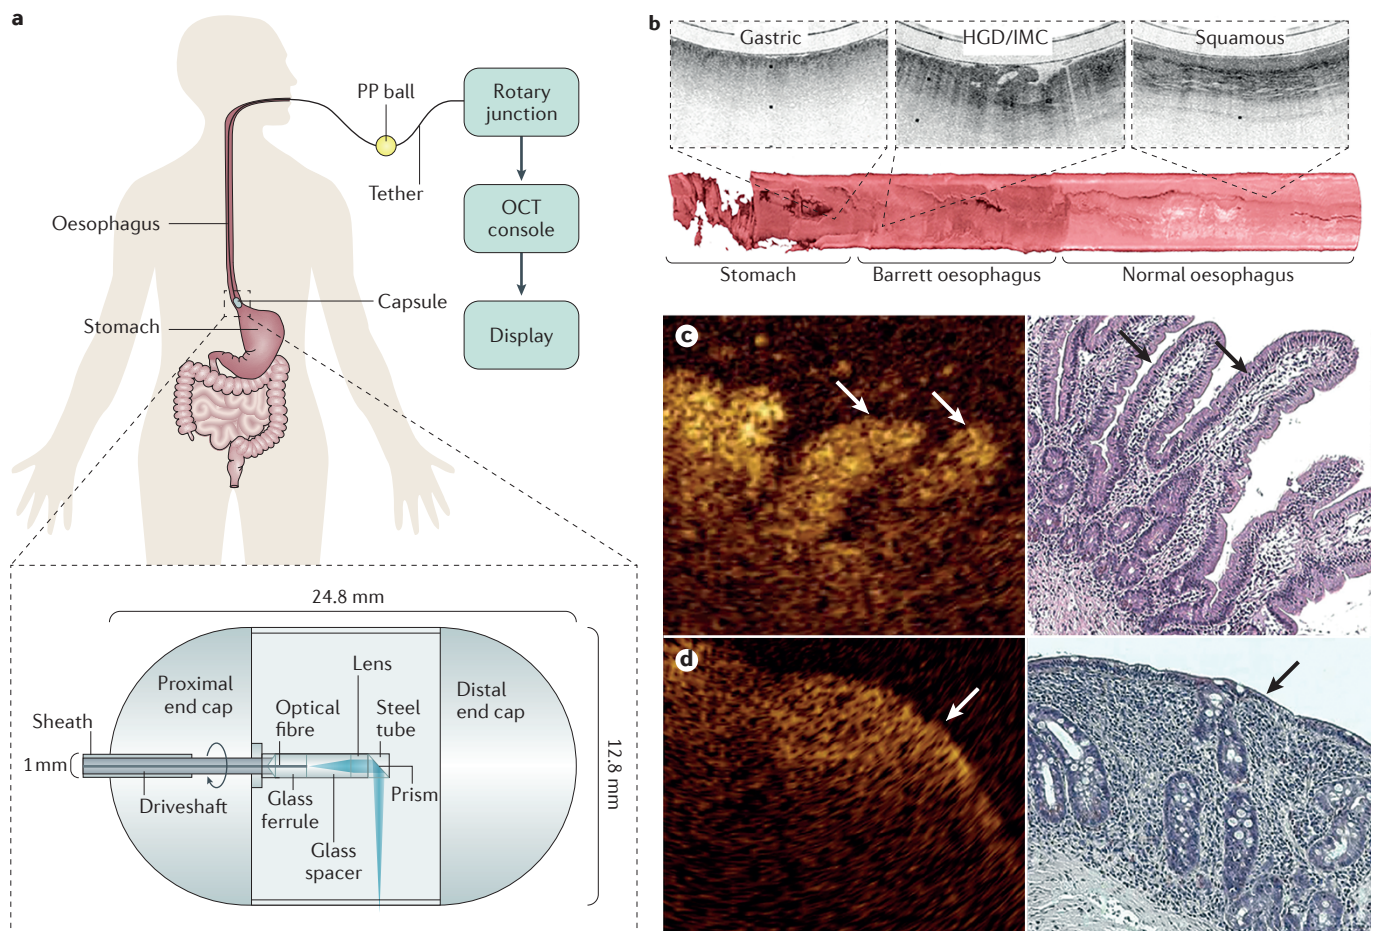 a
PP ball
Rotary
junction
Tether
OCT
console
Oesophagus
Capsule
Stomach
Display
24.8 mm
Lens
Proximal
end cap
Optical
fibre
Steel
tube
Distal
end cap
Sheath
1 mm
12.8 mm
Driveshaft
Glass
ferrule
Prism
Glass
spacer
b
Gastric
HGD/IMC
Squamous
Stomach
Barrett oesophagus
Normal oesophagus
c
d